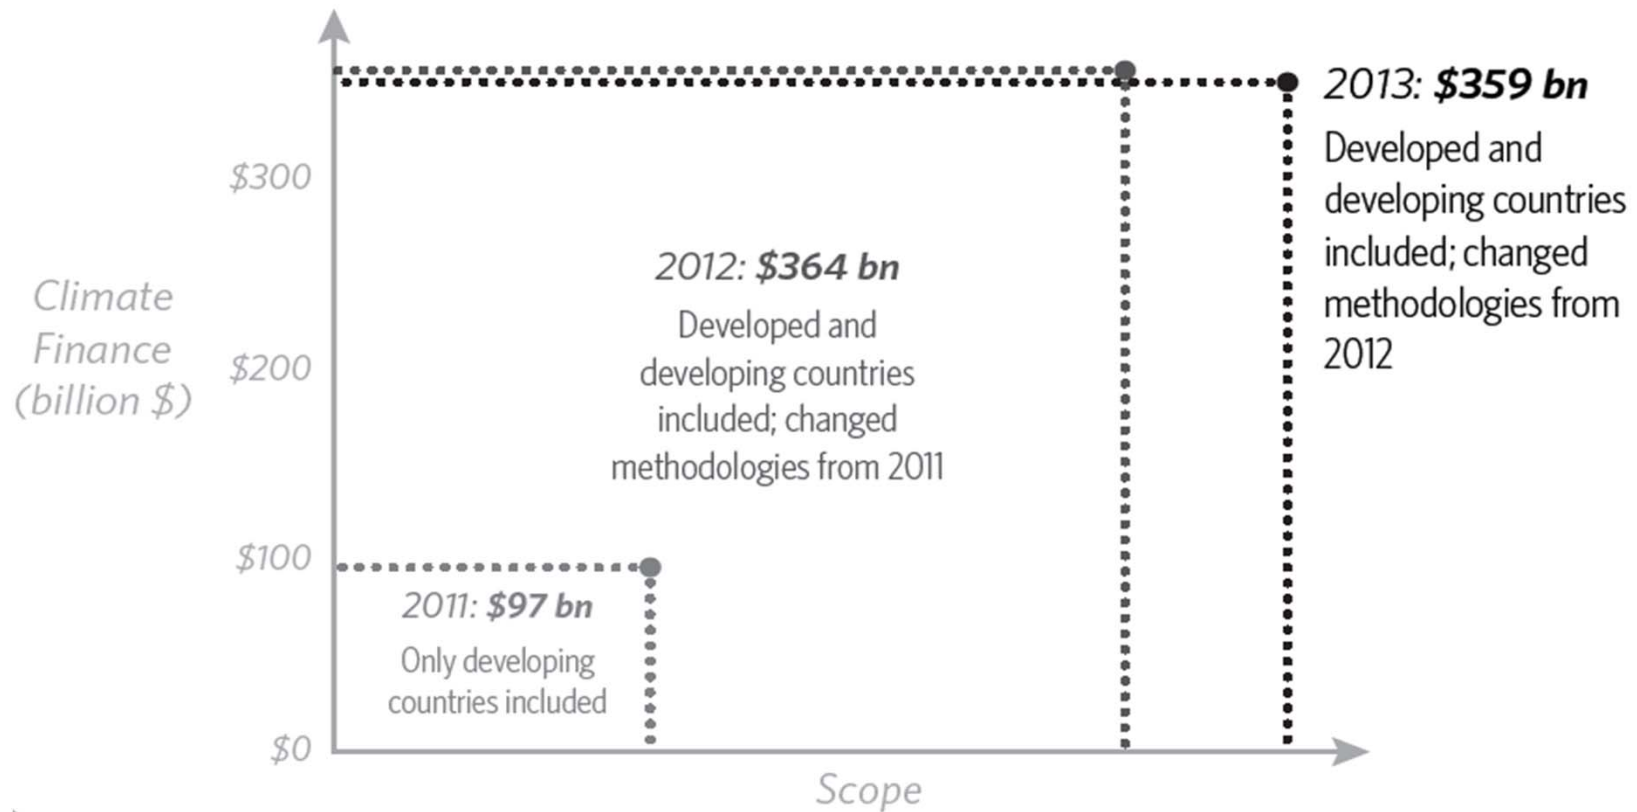 Climate
Finance
(billion $)
$300
$200
$100
$0
2011: $97 bn
Only developing
countries included
2012: $364 bn
Developed and
developing countries
included; changed
methodologies from 2011
2013: $359 bn
Developed and
developing countries
included; changed
methodologies from
2012
Scope